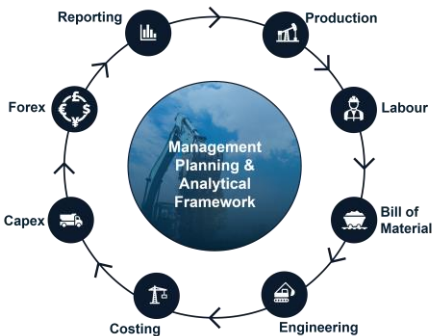 Reporting
Production
Forex
Labour
Management
Planning &
Analytical
Framework
Capex
Bill of
Material
Costing
Engineering